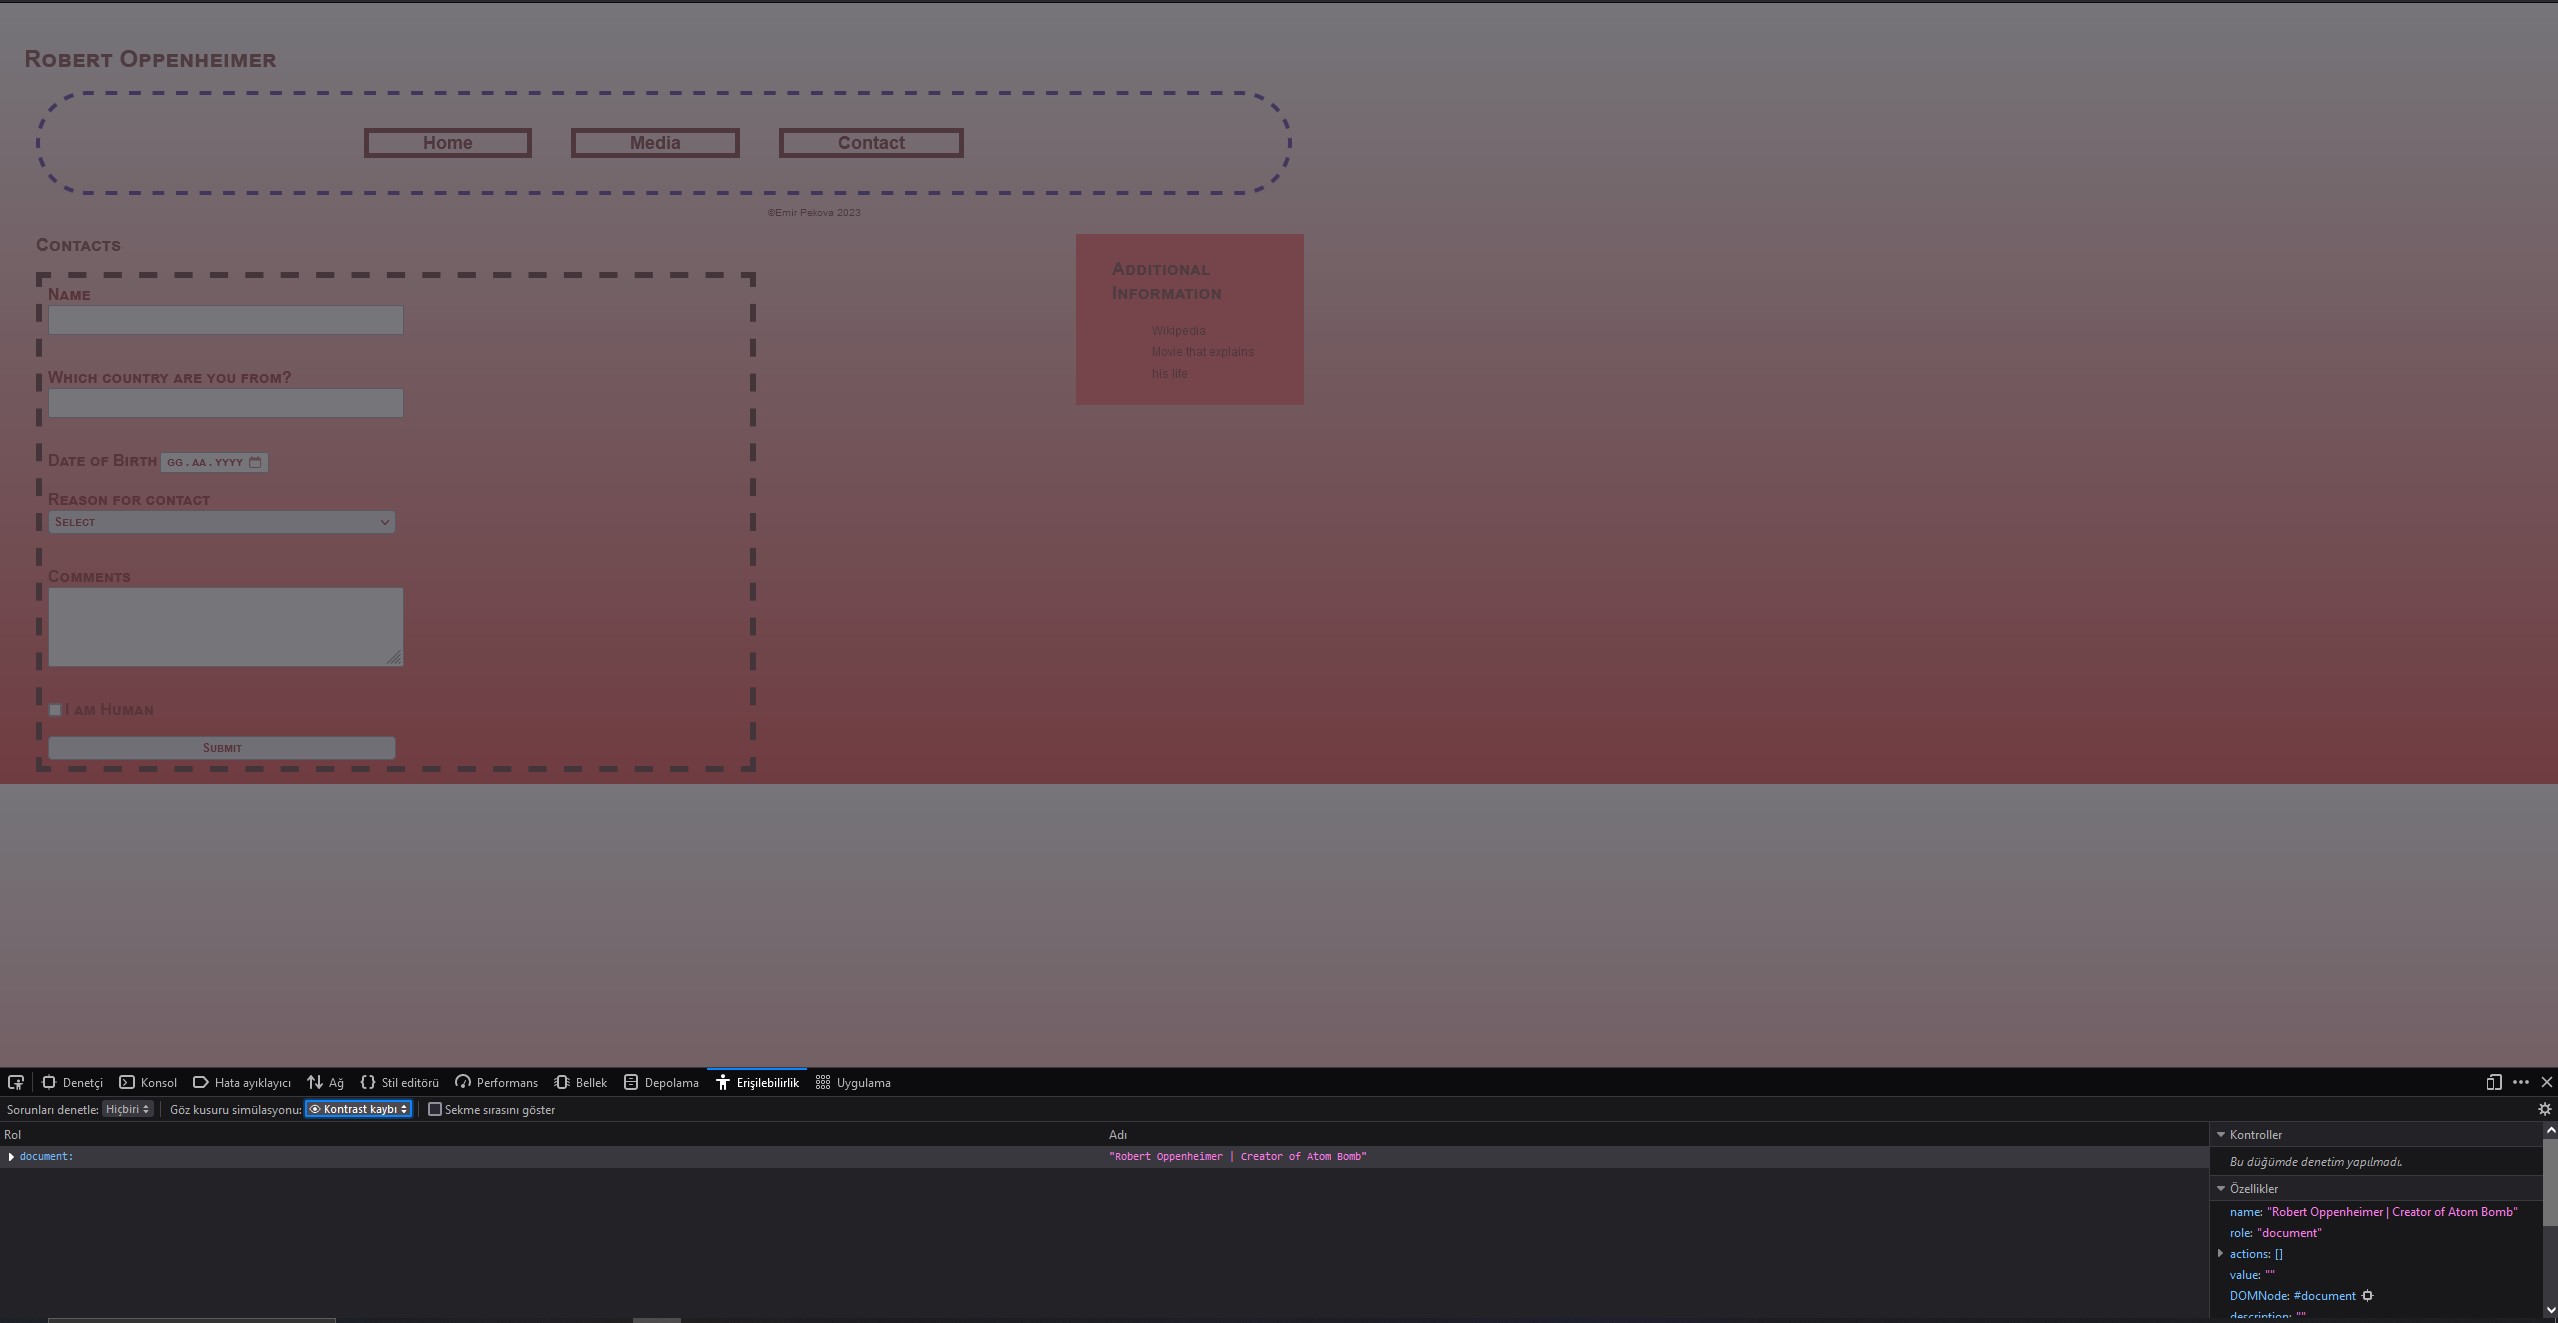 Robert Oppenheimer
Home Media Contact
©Emir Pekova 2023
Contacts
Name
Which country are you from?
Date of Birth GG . AA . YYYY
Reason for contact
Select
Comments
I am Human
Submit
Additional
Information
Wikipedia
Movie that explains
his life
Denetçi Konsol Hata ayıklayıcı Ağ Stil editörü Performans Bellek Depolama Erişilebilirlik Uygulama
Sorunları denetle: Hiçbiri Göz kusuru simülasyonu: Kontrast kaybı Sekme sırasını göster
Rol Adı
document: "Robert Oppenheimer | Creator of Atom Bomb"
Kontroller
Bu düğümde denetim yapılmadı.
Özellikler
name: "Robert Oppenheimer | Creator of Atom Bomb"
role: "document"
actions: []
value: ""
DOMNode: #document
description: ""